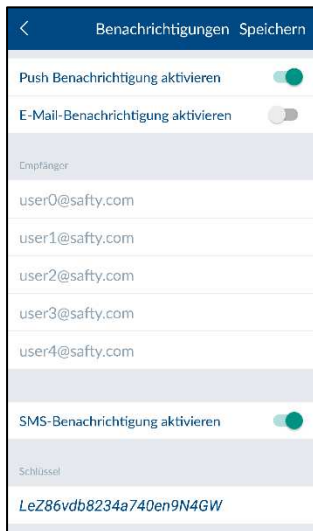 Benachrichtigungen Speichern
Push Benachrichtigung aktivieren
E-Mail-Benachrichtigung aktivieren
Empfänger
user0@safty.com
user1@safty.com
user2@safty.com
user3@safty.com
user4@safty.com
SMS-Benachrichtigung aktivieren
Schlüssel
LeZ86vdb8234a740en9N4GW